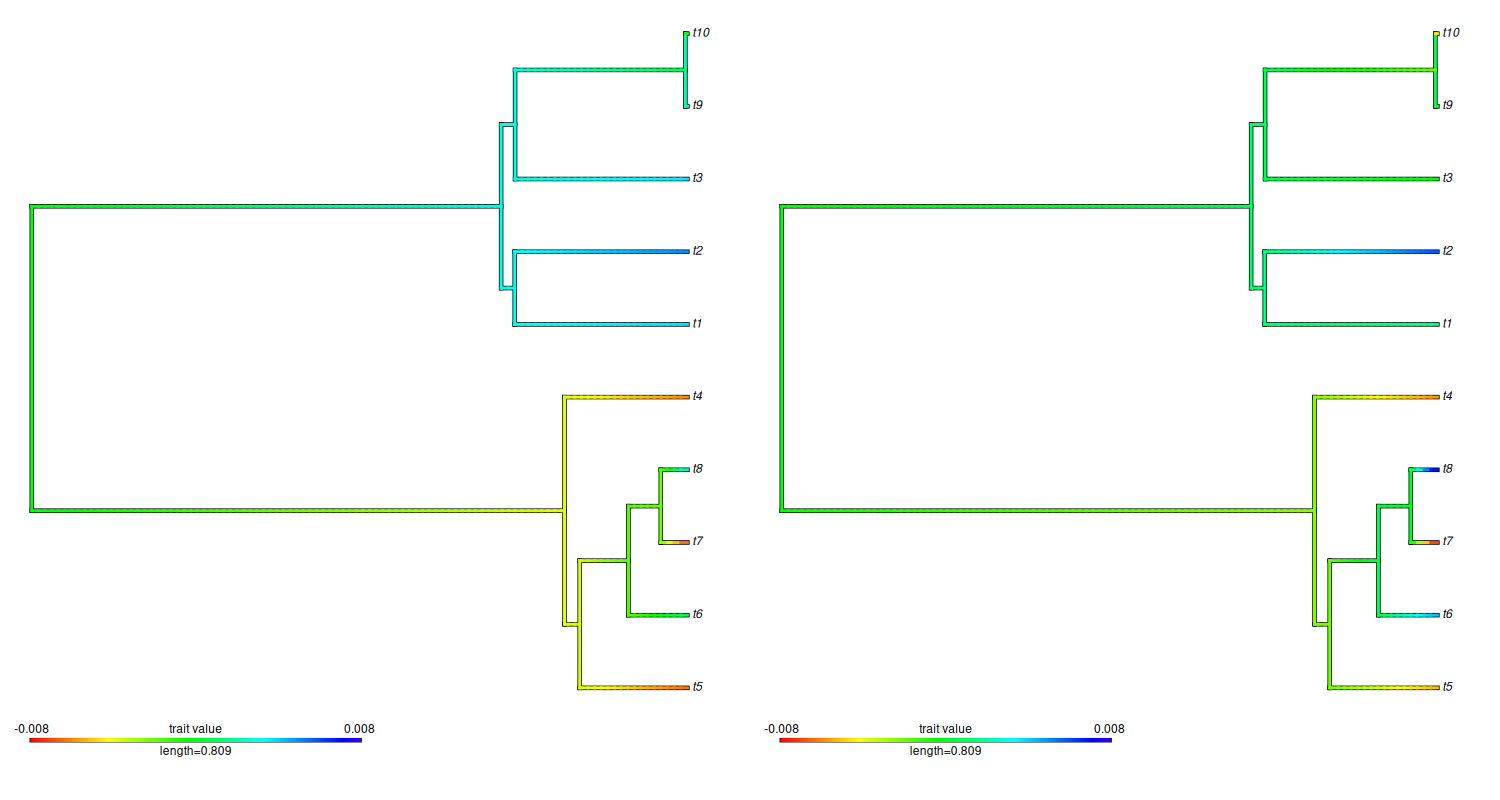 t10
t9
t3
t2
t1
t4
t8
t7
t6
t5
-0.008 trait value 0.008
length=0.809
t10
t9
t3
t2
t1
t4
t8
t7
t6
t5
-0.008 trait value 0.008
length=0.809